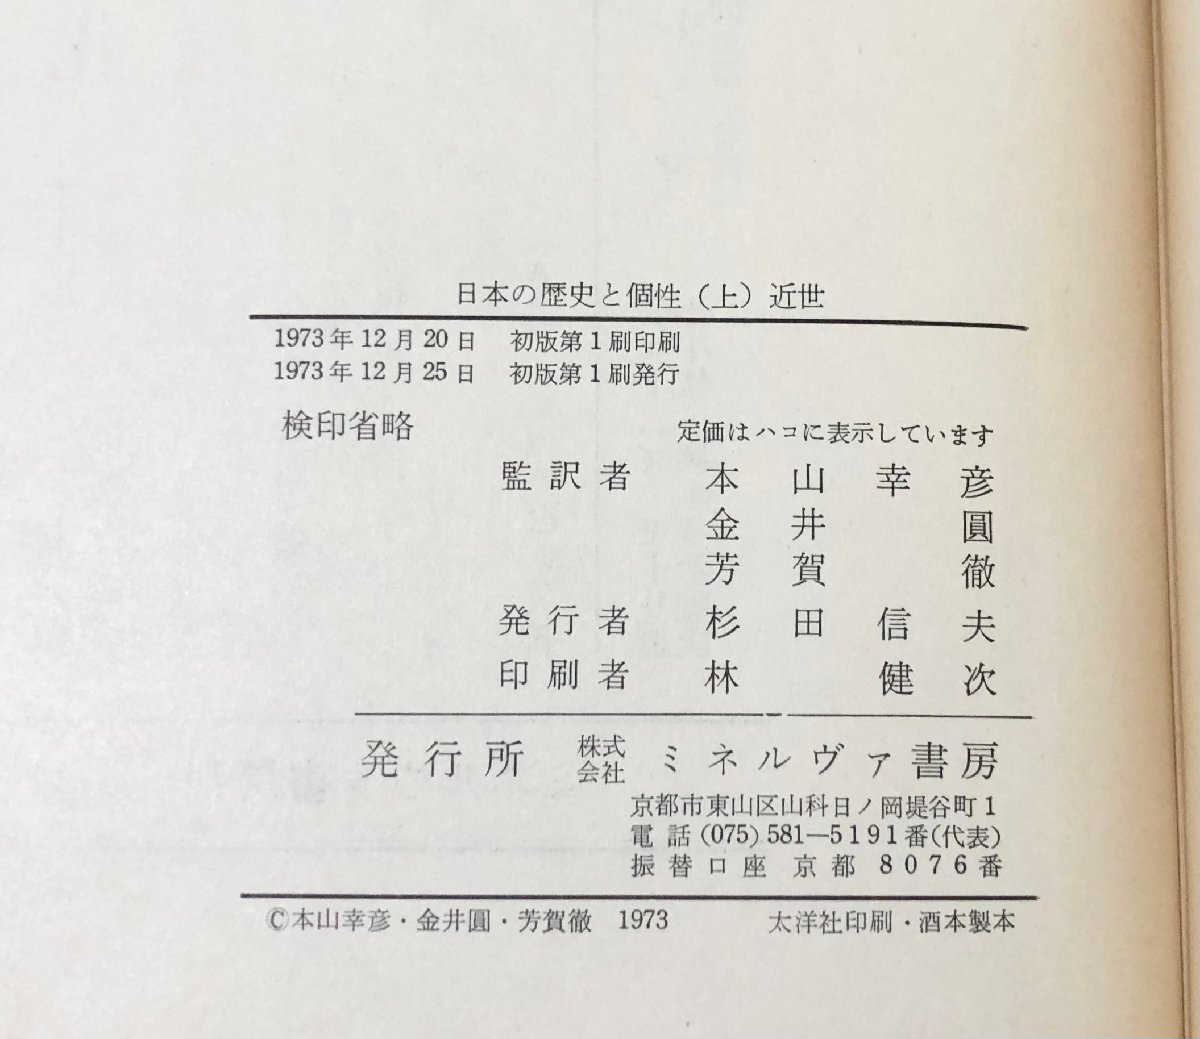 日本の歴史と個性（上）近世
1973年12月20日　初版第1刷印刷
1973年12月25日　初版第1刷発行
検印省略
定価はハコに表示しています
監訳者　本山幸彦
金井圓
芳賀徹
発行者　杉田信夫
印刷者　林健次
発行所　株式会社　ミネルヴァ書房
京都市東山区山科日ノ岡堤谷町1
電話(075)581―5191番(代表)
振替口座　京都　8076番
©本山幸彦・金井圓・芳賀徹　1973　太洋社印刷・酒本製本